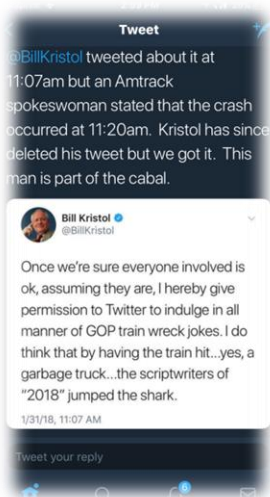 Tweet
@BillKristol tweeted about it at
11:07am but an Amtrack
spokeswoman stated that the crash
occurred at 11:20am. Kristol has since
deleted his tweet but we got it. This
man is part of the cabal.
Bill Kristol
@BillKristol
Once we're sure everyone involved is
ok, assuming they are, I hereby give
permission to Twitter to indulge in all
manner of GOP train wreck jokes. I do
think that by having the train hit...yes, a
garbage truck...the scriptwriters of
"2018" jumped the shark.
1/31/18, 11:07 AM
Tweet your reply
6